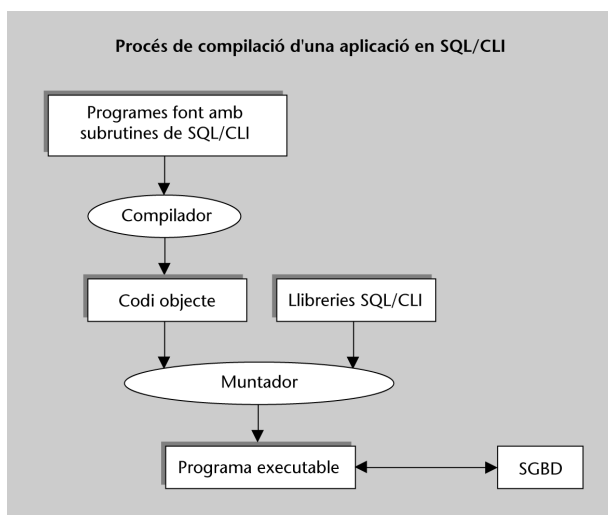 Procés de compilació d'una aplicació en SQL/CLI
Programes font amb
subrutines de SQL/CLI
Compilador
Codi objecte
Llibreries SQL/CLI
Muntador
Programa executable
SGBD